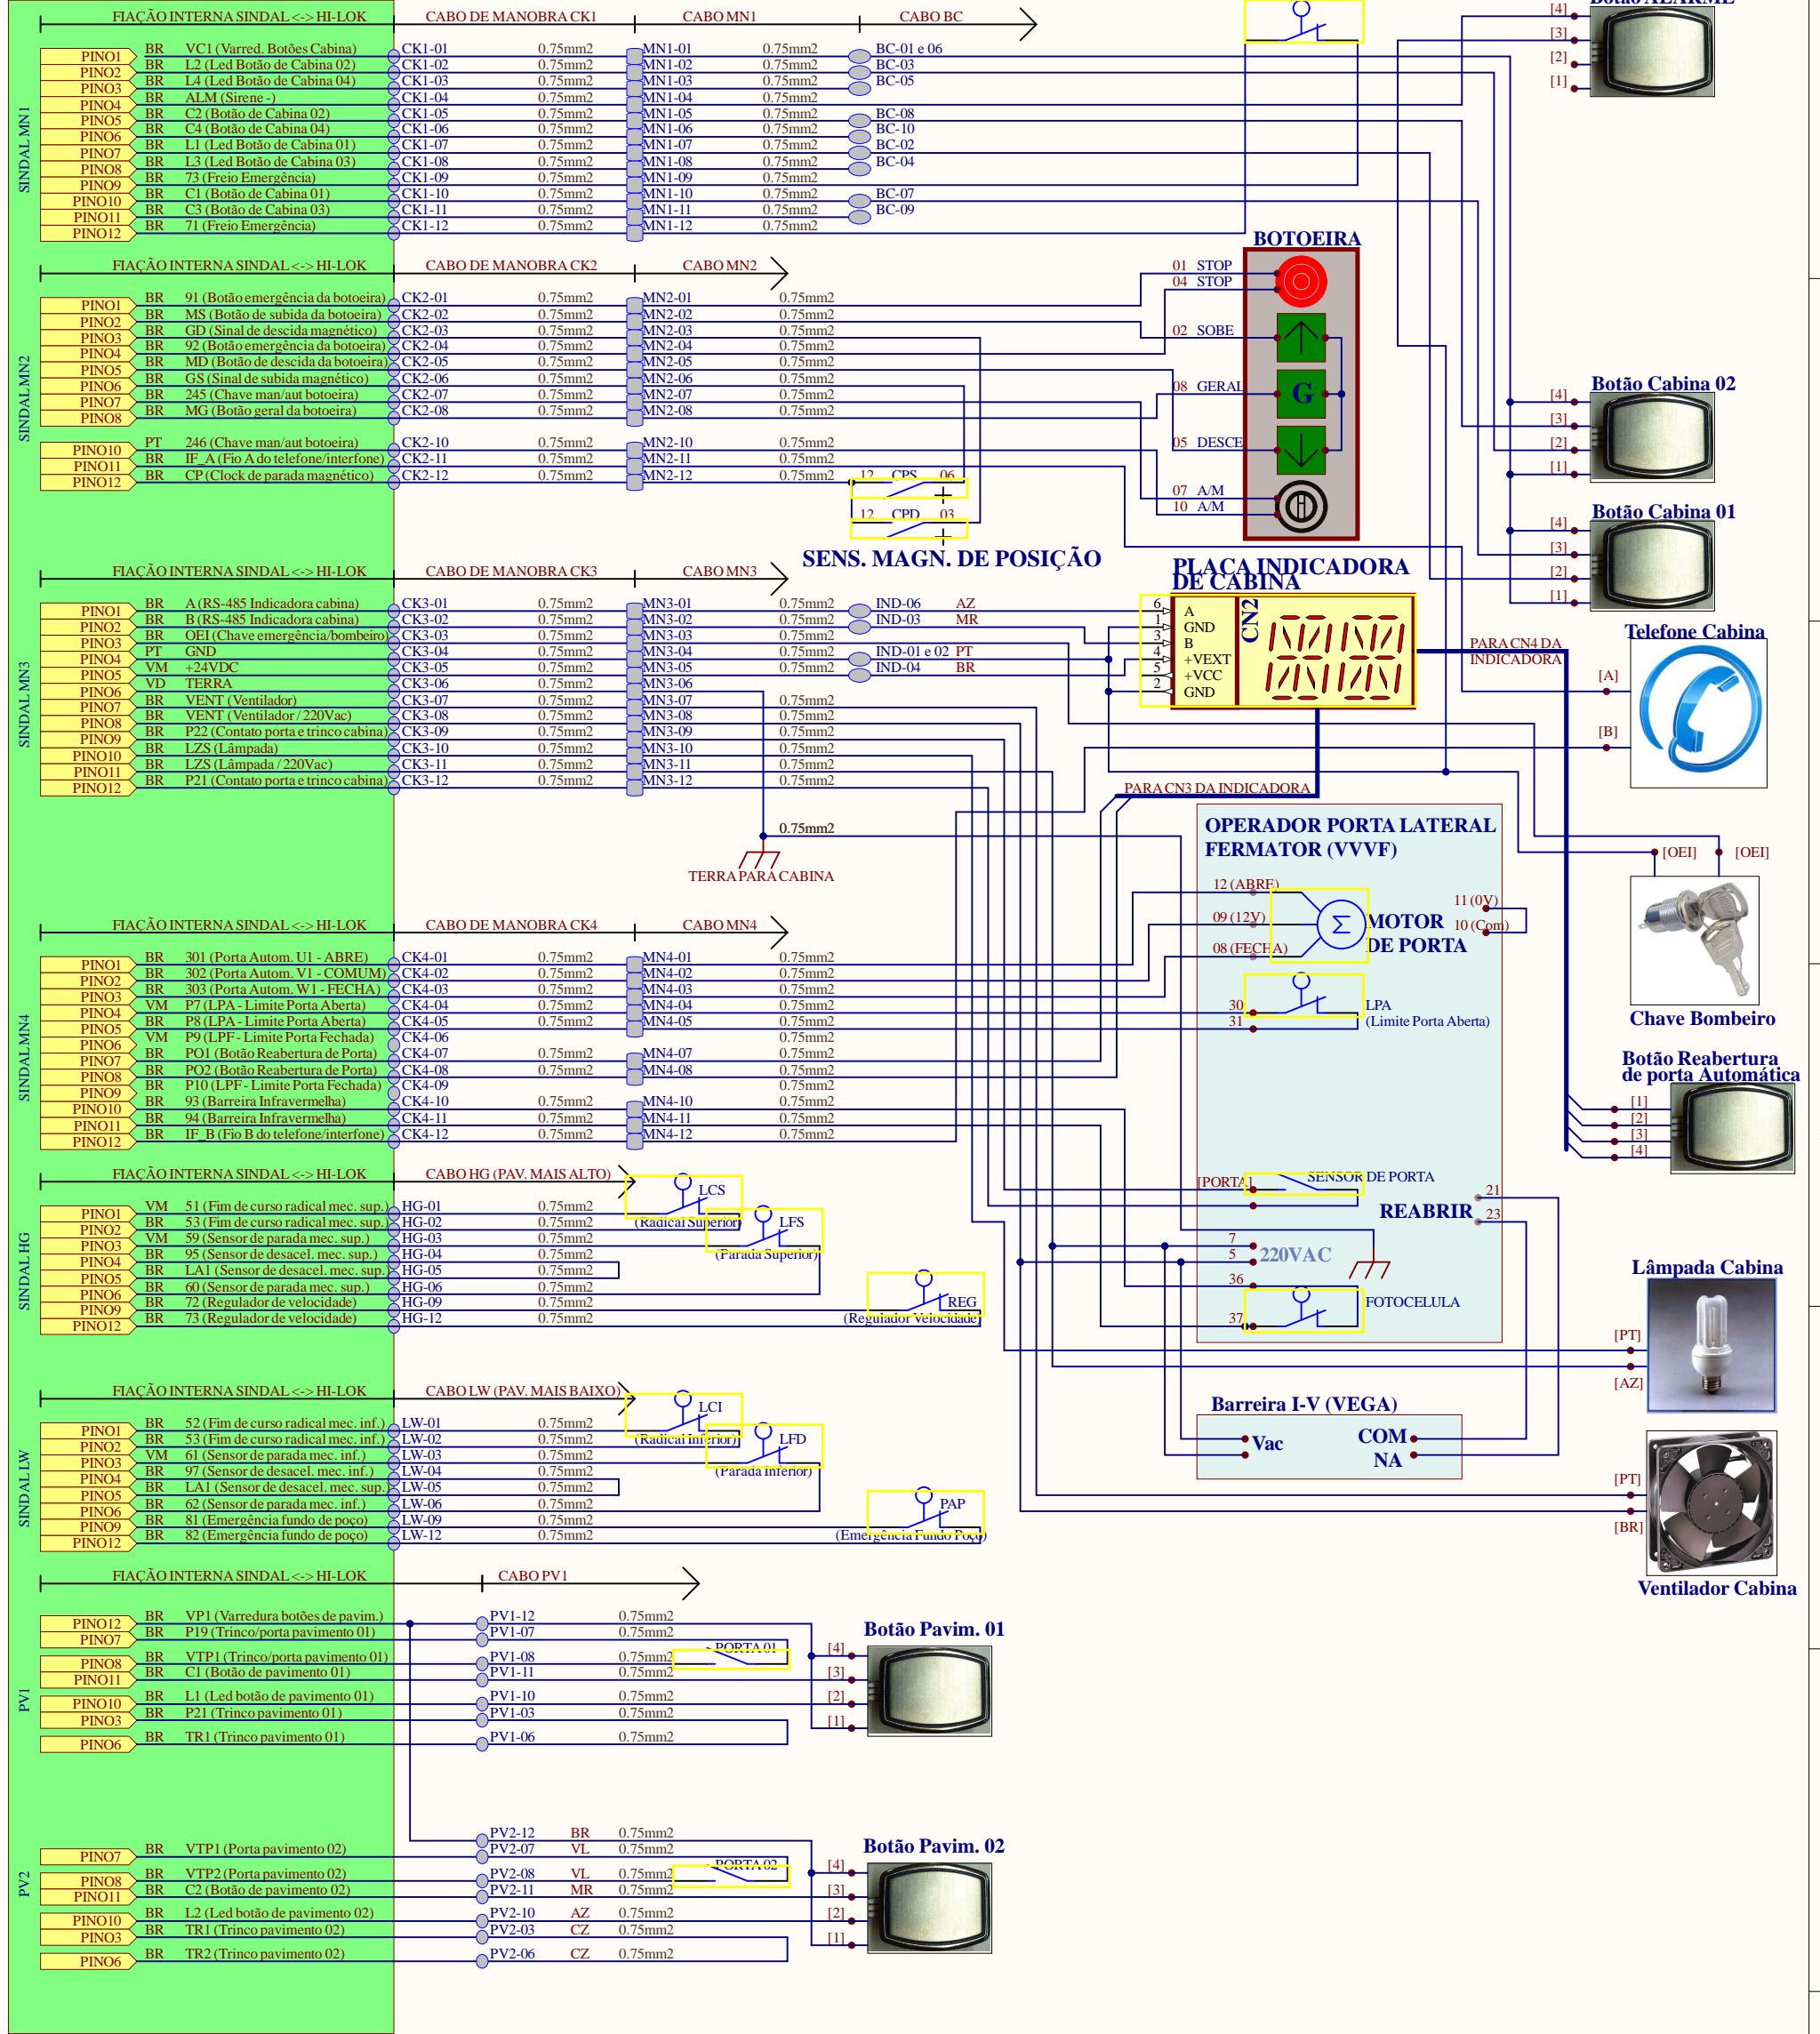 FIAÇÃO INTERNA SINDAL <-> HI-LOK CABO DE MANOBRA CK1 CABO MN1 CABO BC
SINDAL MN1
PINO1 BR VC1 (Varred. Botões Cabina) CK1-01 0.75mm2 MN1-01 0.75mm2 BC-01 e 06
PINO2 BR L2 (Led Botão de Cabina 02) CK1-02 0.75mm2 MN1-02 0.75mm2 BC-03
PINO3 BR L4 (Led Botão de Cabina 04) CK1-03 0.75mm2 MN1-03 0.75mm2 BC-05
PINO4 BR ALM (Sirene -) CK1-04 0.75mm2 MN1-04 0.75mm2
PINO5 BR C2 (Botão de Cabina 02) CK1-05 0.75mm2 MN1-05 0.75mm2 BC-08
PINO6 BR C4 (Botão de Cabina 04) CK1-06 0.75mm2 MN1-06 0.75mm2 BC-10
PINO7 BR L1 (Led Botão de Cabina 01) CK1-07 0.75mm2 MN1-07 0.75mm2 BC-02
PINO8 BR L3 (Led Botão de Cabina 03) CK1-08 0.75mm2 MN1-08 0.75mm2 BC-04
PINO9 BR 73 (Freio Emergência) CK1-09 0.75mm2 MN1-09 0.75mm2
PINO10 BR C1 (Botão de Cabina 01) CK1-10 0.75mm2 MN1-10 0.75mm2 BC-07
PINO11 BR C3 (Botão de Cabina 03) CK1-11 0.75mm2 MN1-11 0.75mm2 BC-09
PINO12 BR 71 (Freio Emergência) CK1-12 0.75mm2 MN1-12 0.75mm2
Botão ALARME
[4]
[3]
[2]
[1]
FIAÇÃO INTERNA SINDAL <-> HI-LOK CABO DE MANOBRA CK2 CABO MN2
SINDAL MN2
PINO1 BR 91 (Botão emergência da botoeira) CK2-01 0.75mm2 MN2-01 0.75mm2
PINO2 BR MS (Botão de subida da botoeira) CK2-02 0.75mm2 MN2-02 0.75mm2
PINO3 BR GD (Sinal de descida magnético) CK2-03 0.75mm2 MN2-03 0.75mm2
PINO4 BR 92 (Botão emergência da botoeira) CK2-04 0.75mm2 MN2-04 0.75mm2
PINO5 BR MD (Botão de descida da botoeira) CK2-05 0.75mm2 MN2-05 0.75mm2
PINO6 BR GS (Sinal de subida magnético) CK2-06 0.75mm2 MN2-06 0.75mm2
PINO7 BR 245 (Chave man/aut botoeira) CK2-07 0.75mm2 MN2-07 0.75mm2
PINO8 BR MG (Botão geral da botoeira) CK2-08 0.75mm2 MN2-08 0.75mm2
PINO10 PT 246 (Chave man/aut botoeira) CK2-10 0.75mm2 MN2-10 0.75mm2
PINO11 BR IF_A (Fio A do telefone/interfone) CK2-11 0.75mm2 MN2-11 0.75mm2
PINO12 BR CP (Clock de parada magnético) CK2-12 0.75mm2 MN2-12 0.75mm2
12 CPS 06
12 CPD 03
SENS. MAGN. DE POSIÇÃO
BOTOEIRA
01 STOP
04 STOP
02 SOBE
08 GERAL G
05 DESCE
07 A/M
10 A/M
Botão Cabina 02
[4]
[3]
[2]
[1]
Botão Cabina 01
[4]
[3]
[2]
[1]
FIAÇÃO INTERNA SINDAL <-> HI-LOK CABO DE MANOBRA CK3 CABO MN3
SINDAL MN3
PINO1 BR A (RS-485 Indicadora cabina) CK3-01 0.75mm2 MN3-01 0.75mm2 IND-06 AZ
PINO2 BR B (RS-485 Indicadora cabina) CK3-02 0.75mm2 MN3-02 0.75mm2 IND-03 MR
PINO3 BR OEI (Chave emergência/bombeiro) CK3-03 0.75mm2 MN3-03 0.75mm2
PINO4 PT GND CK3-04 0.75mm2 MN3-04 0.75mm2 IND-01 e 02 PT
PINO5 VM +24VDC CK3-05 0.75mm2 MN3-05 0.75mm2 IND-04 BR
PINO6 VD TERRA CK3-06 0.75mm2 MN3-06 0.75mm2
PINO7 BR VENT (Ventilador) CK3-07 0.75mm2 MN3-07 0.75mm2
PINO8 BR VENT (Ventilador / 220Vac) CK3-08 0.75mm2 MN3-08 0.75mm2
PINO9 BR P22 (Contato porta e trinco cabina) CK3-09 0.75mm2 MN3-09 0.75mm2
PINO10 BR LZS (Lâmpada) CK3-10 0.75mm2 MN3-10 0.75mm2
PINO11 BR LZS (Lâmpada / 220Vac) CK3-11 0.75mm2 MN3-11 0.75mm2
PINO12 BR P21 (Contato porta e trinco cabina) CK3-12 0.75mm2 MN3-12 0.75mm2
0.75mm2
TERRA PARA CABINA
PLACA INDICADORA
DE CABINA
CN2
6 A
1 GND
3 B
4 +VEXT
5 +VCC
2 GND
PARA CN4 DA
INDICADORA
PARA CN3 DA INDICADORA
Telefone Cabina
[A]
[B]
[OEI] [OEI]
Chave Bombeiro
OPERADOR PORTA LATERAL
FERMATOR (VVVF)
12 (ABRE)
09 (12V)
08 (FECHA)
Σ
MOTOR
DE PORTA
11 (0V)
10 (Com)
30
31
LPA
(Limite Porta Aberta)
[PORTA]
SENSOR DE PORTA
REABRIR
21
23
7
5
220VAC
36
37
FOTOCELULA
FIAÇÃO INTERNA SINDAL <-> HI-LOK CABO DE MANOBRA CK4 CABO MN4
SINDAL MN4
PINO1 BR 301 (Porta Autom. U1 - ABRE) CK4-01 0.75mm2 MN4-01 0.75mm2
PINO2 BR 302 (Porta Autom. V1 - COMUM) CK4-02 0.75mm2 MN4-02 0.75mm2
PINO3 BR 303 (Porta Autom. W1 - FECHA) CK4-03 0.75mm2 MN4-03 0.75mm2
PINO4 VM P7 (LPA - Limite Porta Aberta) CK4-04 0.75mm2 MN4-04 0.75mm2
PINO5 BR P8 (LPA - Limite Porta Aberta) CK4-05 0.75mm2 MN4-05 0.75mm2
PINO6 VM P9 (LPF - Limite Porta Fechada) CK4-06 0.75mm2
PINO7 BR PO1 (Botão Reabertura de Porta) CK4-07 0.75mm2 MN4-07 0.75mm2
PINO8 BR PO2 (Botão Reabertura de Porta) CK4-08 0.75mm2 MN4-08 0.75mm2
PINO9 BR P10 (LPF - Limite Porta Fechada) CK4-09 0.75mm2
PINO10 BR 93 (Barreira Infravermelha) CK4-10 0.75mm2 MN4-10 0.75mm2
PINO11 BR 94 (Barreira Infravermelha) CK4-11 0.75mm2 MN4-11 0.75mm2
PINO12 BR IF_B (Fio B do telefone/interfone) CK4-12 0.75mm2 MN4-12 0.75mm2
Botão Reabertura
de porta Automática
[1]
[2]
[3]
[4]
FIAÇÃO INTERNA SINDAL <-> HI-LOK CABO HG (PAV. MAIS ALTO)
SINDAL HG
PINO1 VM 51 (Fim de curso radical mec. sup.) HG-01 0.75mm2
PINO2 BR 53 (Fim de curso radical mec. sup.) HG-02 0.75mm2
PINO3 VM 59 (Sensor de parada mec. sup.) HG-03 0.75mm2
PINO4 BR 95 (Sensor de desacel. mec. sup.) HG-04 0.75mm2
PINO5 BR LA1 (Sensor de desacel. mec. sup. HG-05 0.75mm2
PINO6 BR 60 (Sensor de parada mec. sup.) HG-06 0.75mm2
PINO9 BR 72 (Regulador de velocidade) HG-09 0.75mm2
PINO12 BR 73 (Regulador de velocidade) HG-12 0.75mm2
LCS
(Radical Superior)
LFS
(Parada Superior)
REG
(Regulador Velocidade)
Lâmpada Cabina
[PT]
[AZ]
FIAÇÃO INTERNA SINDAL <-> HI-LOK CABO LW (PAV. MAIS BAIXO)
SINDAL LW
PINO1 BR 52 (Fim de curso radical mec. inf.) LW-01 0.75mm2
PINO2 BR 53 (Fim de curso radical mec. inf.) LW-02 0.75mm2
PINO3 VM 61 (Sensor de parada mec. inf.) LW-03 0.75mm2
PINO4 BR 97 (Sensor de desacel. mec. inf.) LW-04 0.75mm2
PINO5 BR LA1 (Sensor de desacel. mec. sup. LW-05 0.75mm2
PINO6 BR 62 (Sensor de parada mec. inf.) LW-06 0.75mm2
PINO9 BR 81 (Emergência fundo de poço) LW-09 0.75mm2
PINO12 BR 82 (Emergência fundo de poço) LW-12 0.75mm2
LCI
(Radical Inferior)
LFD
(Parada Inferior)
PAP
(Emergência Fundo Poço)
Barreira I-V (VEGA)
Vac COM
NA
[PT]
[BR]
Ventilador Cabina
FIAÇÃO INTERNA SINDAL <-> HI-LOK CABO PV1
PV1
PINO12 BR VP1 (Varredura botões de pavim.) PV1-12 0.75mm2
PINO7 BR P19 (Trinco/porta pavimento 01) PV1-07 0.75mm2
PINO8 BR VTP1 (Trinco/porta pavimento 01) PV1-08 0.75mm2 PORTA 01
PINO11 BR C1 (Botão de pavimento 01) PV1-11 0.75mm2
PINO10 BR L1 (Led botão de pavimento 01) PV1-10 0.75mm2
PINO3 BR P21 (Trinco pavimento 01) PV1-03 0.75mm2
PINO6 BR TR1 (Trinco pavimento 01) PV1-06 0.75mm2
Botão Pavim. 01
[4]
[3]
[2]
[1]
PV2
PV2-12 BR 0.75mm2
PINO7 BR VTP1 (Porta pavimento 02) PV2-07 VL 0.75mm2
PINO8 BR VTP2 (Porta pavimento 02) PV2-08 VL 0.75mm2 PORTA 02
PINO11 BR C2 (Botão de pavimento 02) PV2-11 MR 0.75mm2
PINO10 BR L2 (Led botão de pavimento 02) PV2-10 AZ 0.75mm2
PINO3 BR TR1 (Trinco pavimento 02) PV2-03 CZ 0.75mm2
PINO6 BR TR2 (Trinco pavimento 02) PV2-06 CZ 0.75mm2
Botão Pavim. 02
[4]
[3]
[2]
[1]